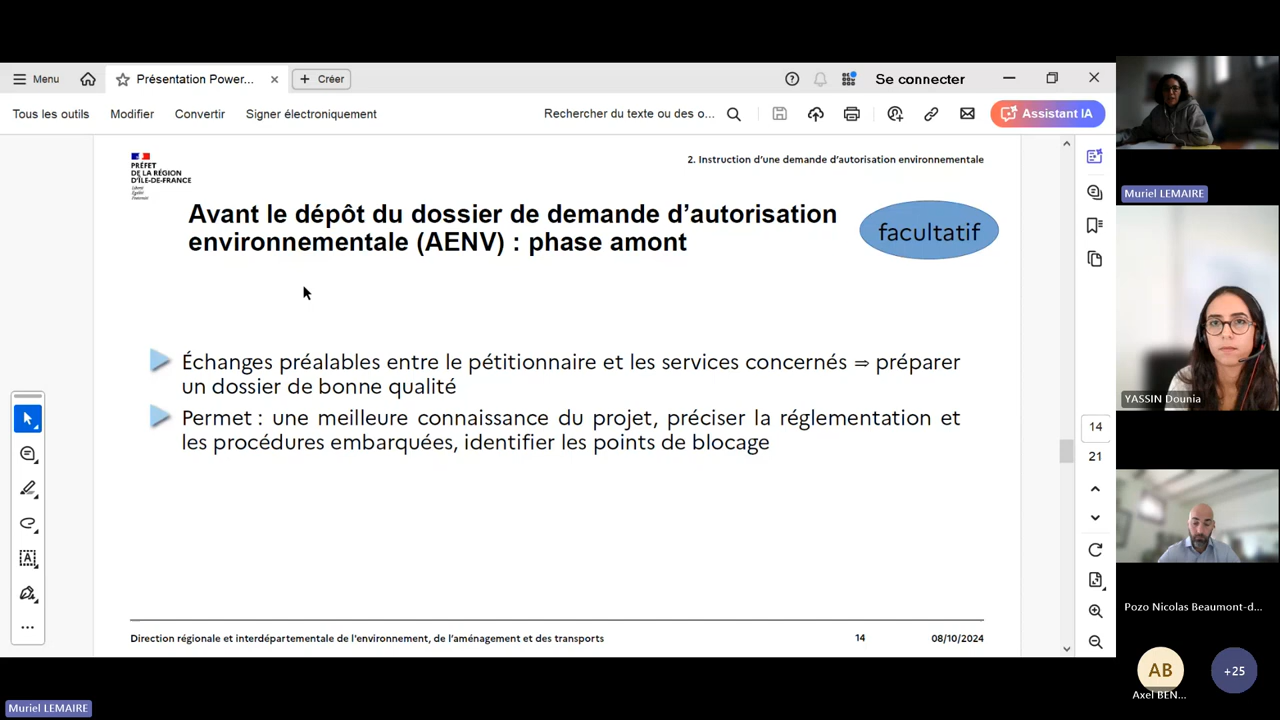 Menu
Présentation Power...
Créer
Se connecter
Tous les outils
Modifier
Convertir
Signer électroniquement
Rechercher du texte ou des o...
Assistant IA
PRÉFET
DE LA RÉGION
D'ÎLE-DE-FRANCE
Liberté
Égalité
Fraternité
2. Instruction d'une demande d'autorisation environnementale
Avant le dépôt du dossier de demande d'autorisation
environnementale (AENV) : phase amont
facultatif
Échanges préalables entre le pétitionnaire et les services concernés ⇒ préparer
un dossier de bonne qualité
Permet : une meilleure connaissance du projet, préciser la réglementation et
les procédures embarquées, identifier les points de blocage
Direction régionale et interdépartementale de l'environnement, de l'aménagement et des transports
14
08/10/2024
14
21
Muriel LEMAIRE
YASSIN Dounia
Pozo Nicolas Beaumont-d...
AB
Axel BEN...
+25
Muriel LEMAIRE